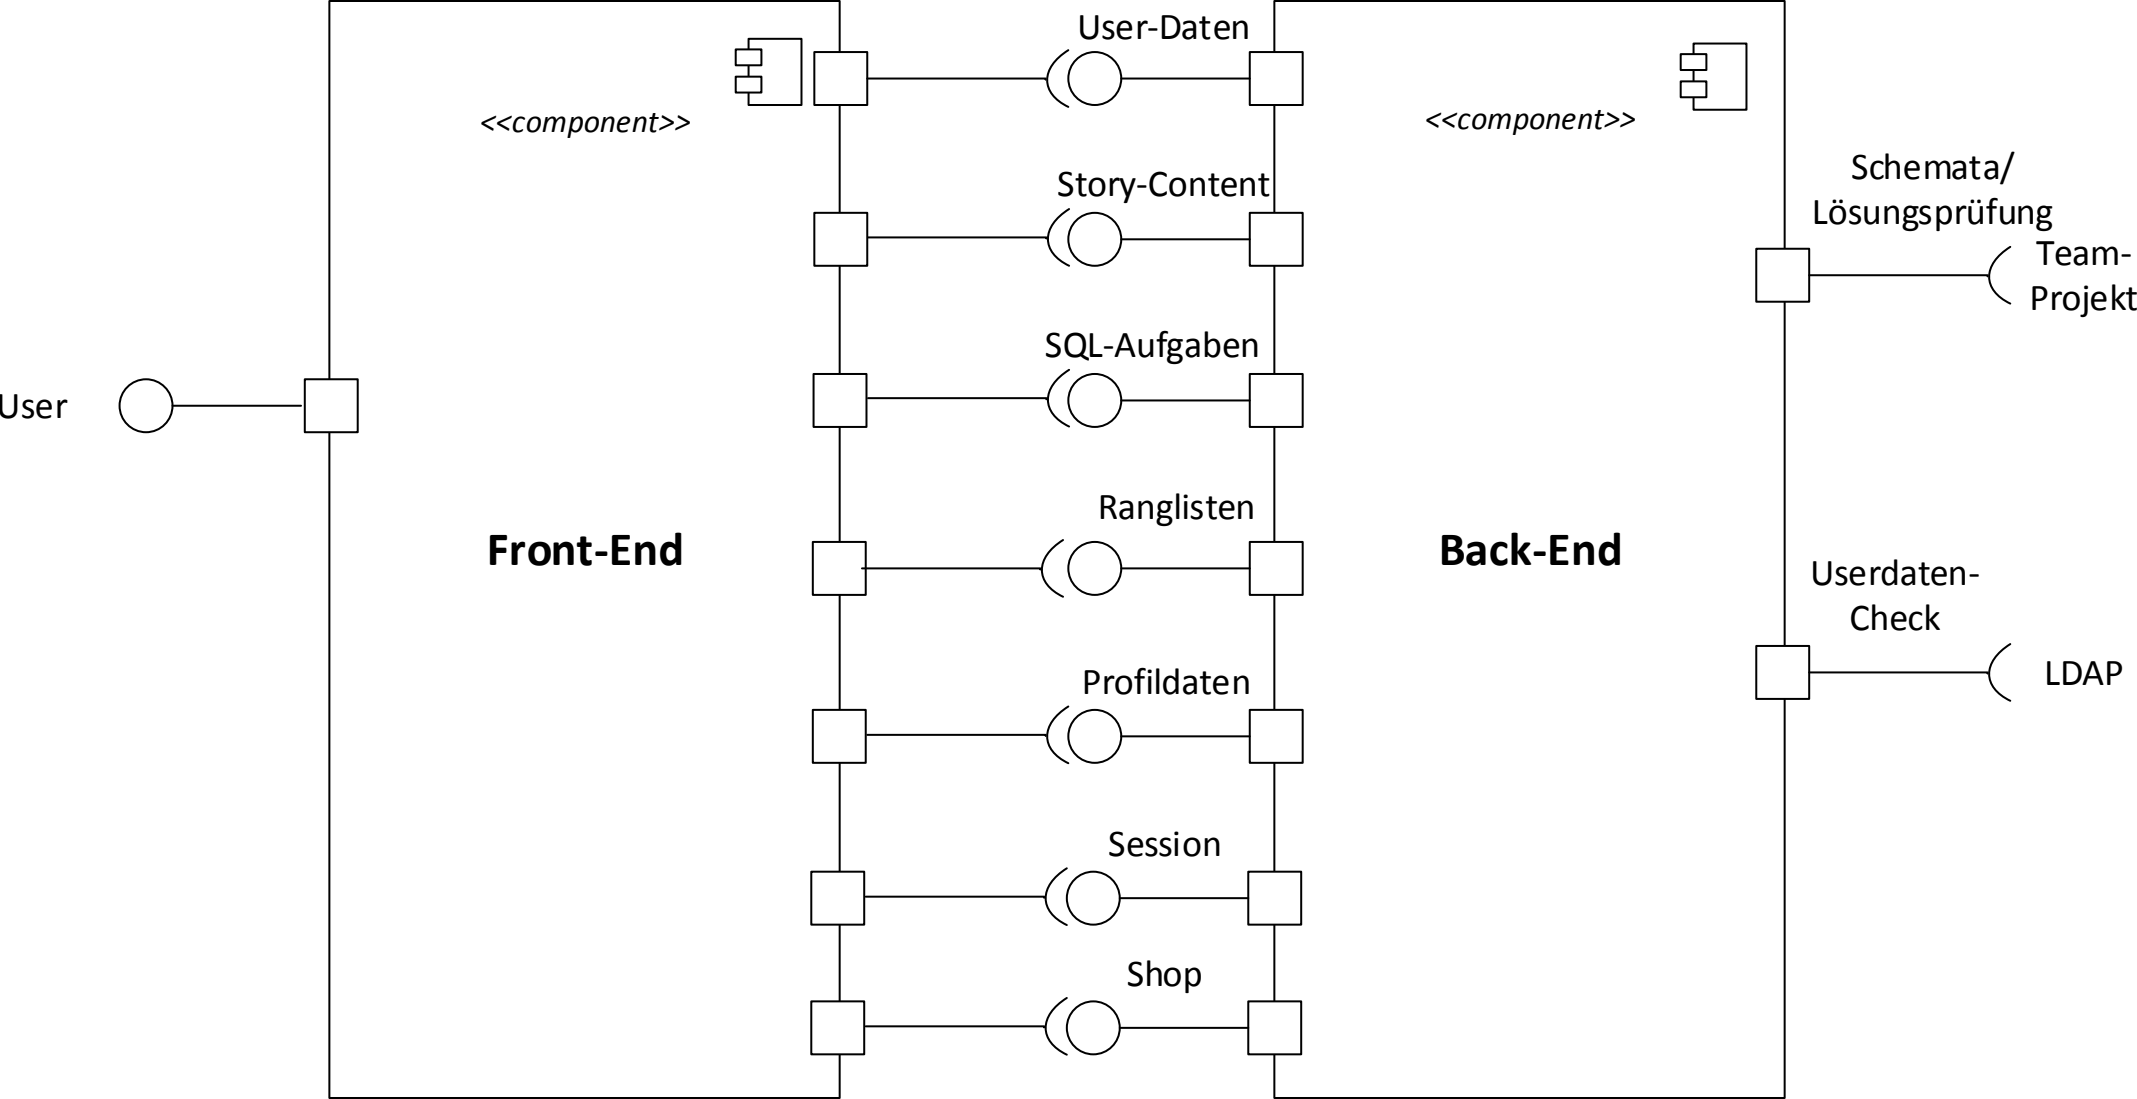 User-Daten
<<component>>
<<component>>
Story-Content
Schemata/
Lösungsprüfung
Team-
Projekt
SQL-Aufgaben
User
Ranglisten
Front-End
Back-End
Userdaten-
Check
LDAP
Profildaten
Session
Shop